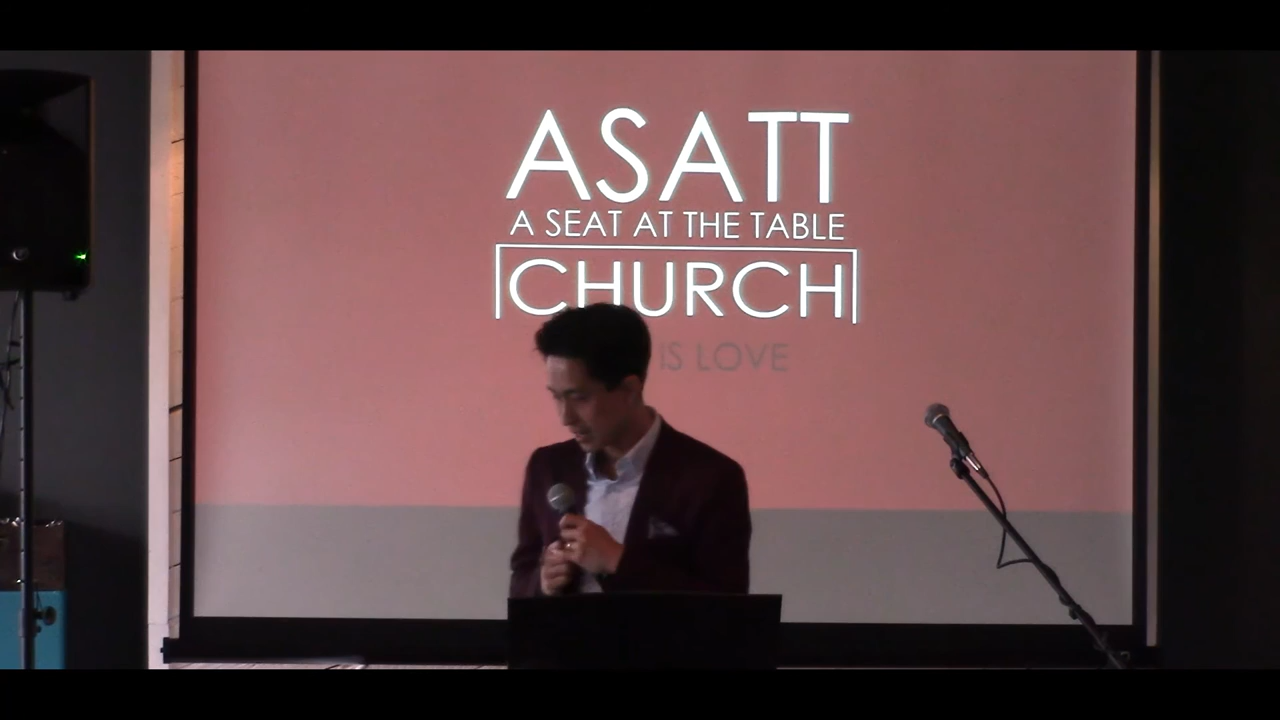 ASATT
A SEAT AT THE TABLE
CHURCH
IS LOVE